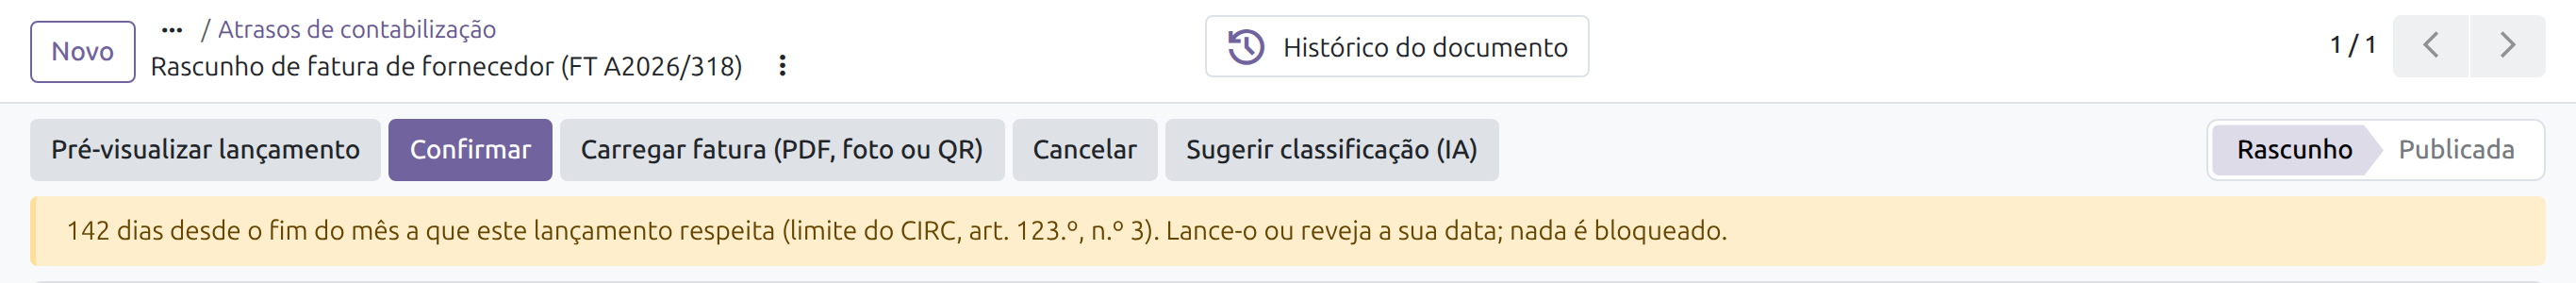 Novo
... / Atrasos de contabilização
Rascunho de fatura de fornecedor (FT A2026/318)
Histórico do documento
1 / 1
Pré-visualizar lançamento
Confirmar
Carregar fatura (PDF, foto ou QR)
Cancelar
Sugerir classificação (IA)
Rascunho
Publicada
142 dias desde o fim do mês a que este lançamento respeita (limite do CIRC, art. 123.º, n.º 3). Lance-o ou reveja a sua data; nada é bloqueado.